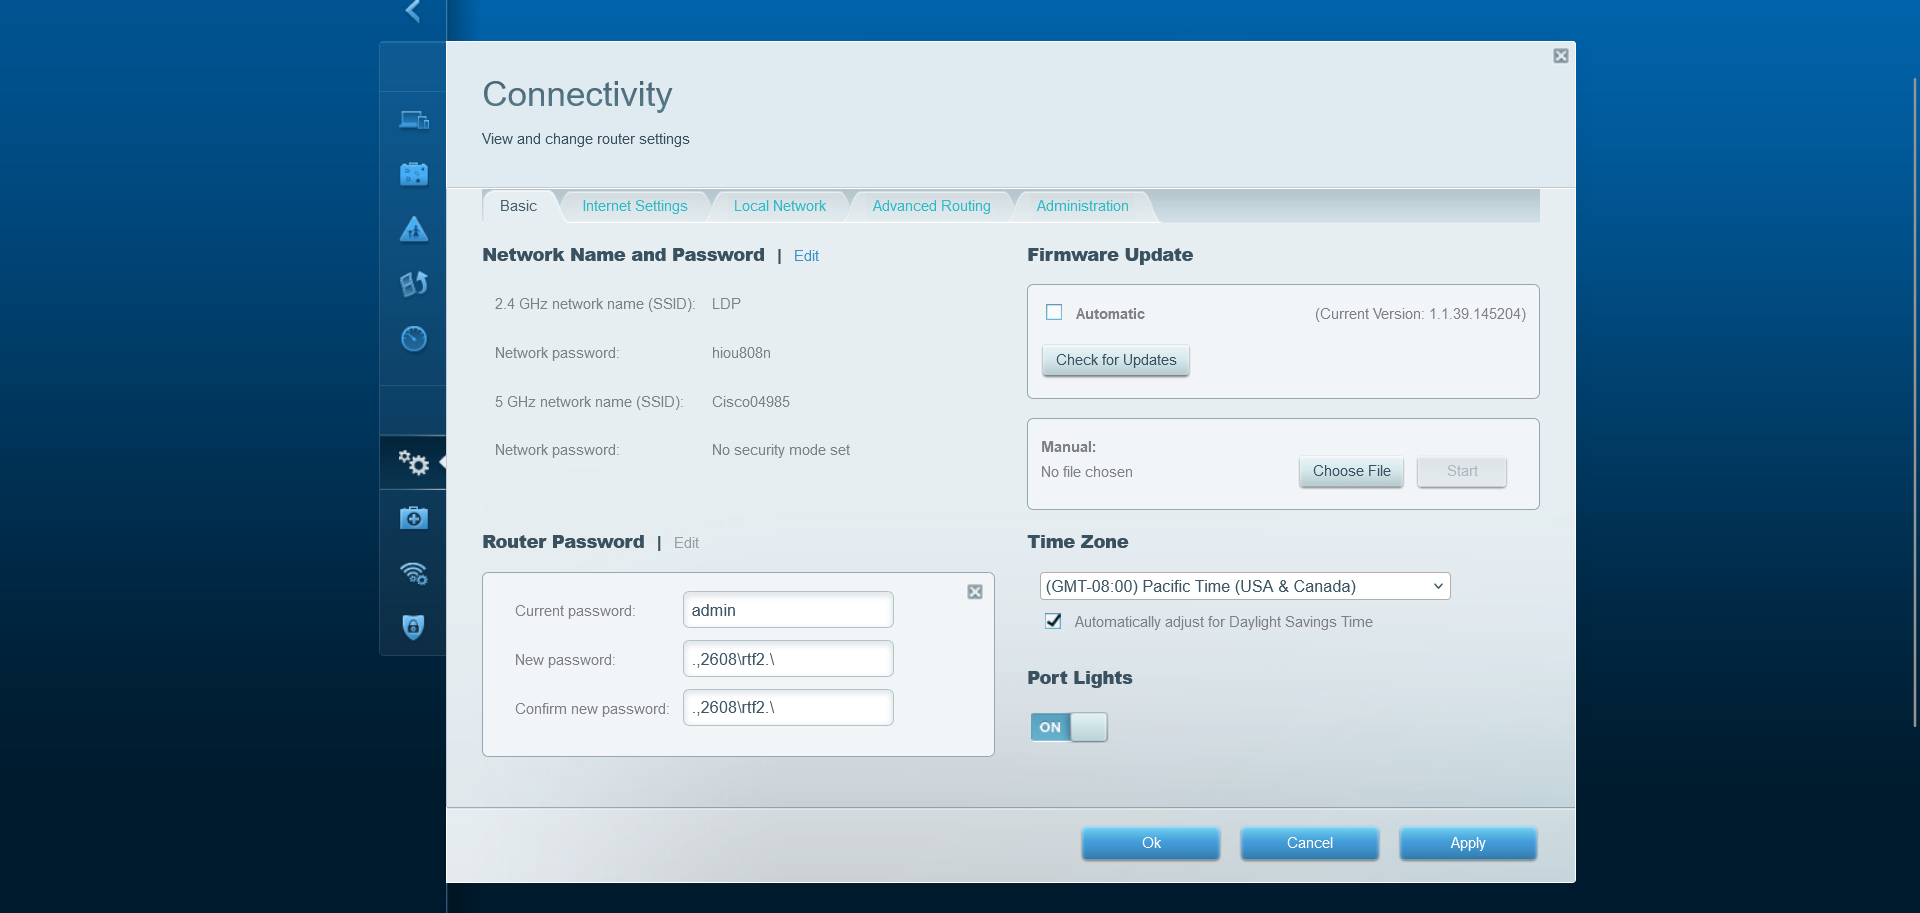 Connectivity
View and change router settings
Basic
Internet Settings
Local Network
Advanced Routing
Administration
Network Name and Password | Edit
2.4 GHz network name (SSID): LDP
Network password: hiou808n
5 GHz network name (SSID): Cisco04985
Network password: No security mode set
Router Password | Edit
Current password: admin
New password: .,2608\rtf2.\
Confirm new password: .,2608\rtf2.\
Firmware Update
Automatic (Current Version: 1.1.39.145204)
Check for Updates
Manual:
No file chosen
Choose File
Start
Time Zone
(GMT-08:00) Pacific Time (USA & Canada)
Automatically adjust for Daylight Savings Time
Port Lights
ON
Ok
Cancel
Apply